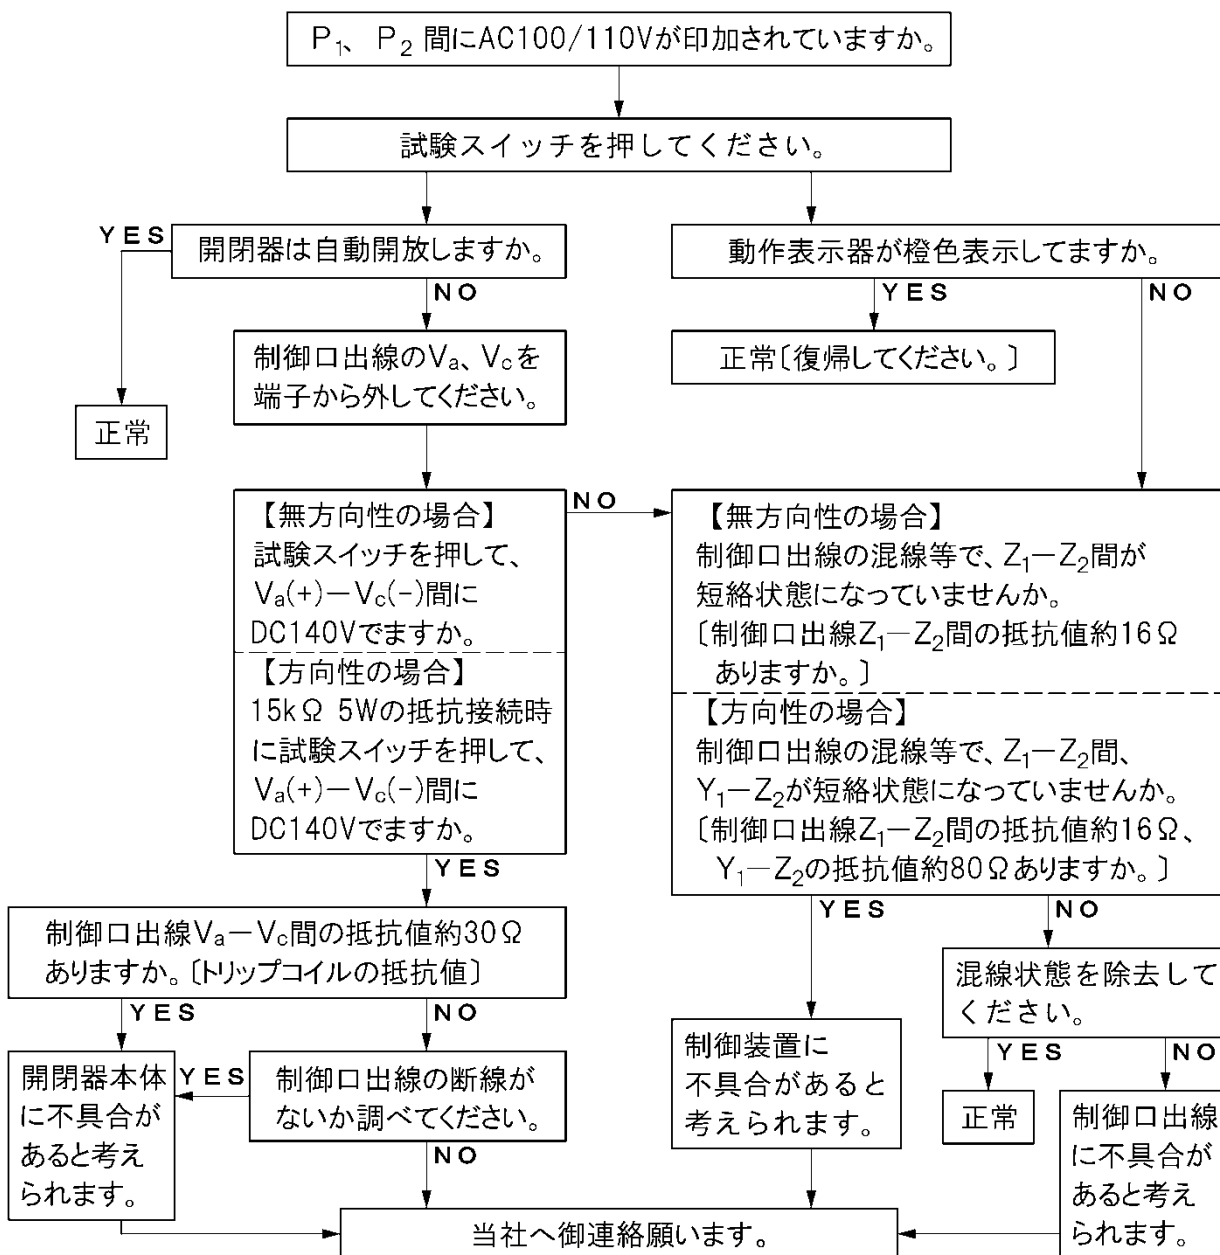 P₁、P₂間にAC100/110Vが印加されていますか。
試験スイッチを押してください。
YES
開閉器は自動開放しますか。
動作表示器が橙色表示してますか。
NO
YES
NO
制御口出線のVa、Vcを
端子から外してください。
正常〔復帰してください。〕
正常
【無方向性の場合】
試験スイッチを押して、
Va(+)−Vc(−)間に
DC140Vでますか。
【方向性の場合】
15kΩ 5Wの抵抗接続時
に試験スイッチを押して、
Va(+)−Vc(−)間に
DC140Vでますか。
NO
【無方向性の場合】
制御口出線の混線等で、Z₁−Z₂間が
短絡状態になっていませんか。
〔制御口出線Z₁−Z₂間の抵抗値約16Ω
ありますか。〕
【方向性の場合】
制御口出線の混線等で、Z₁−Z₂間、
Y₁−Z₂が短絡状態になっていませんか。
〔制御口出線Z₁−Z₂間の抵抗値約16Ω、
Y₁−Z₂の抵抗値約80Ωありますか。〕
YES
YES
NO
制御口出線Va−Vc間の抵抗値約30Ω
ありますか。〔トリップコイルの抵抗値〕
混線状態を除去して
ください。
YES
NO
YES
NO
開閉器本体
に不具合が
あると考え
られます。
YES
制御口出線の断線が
ないか調べてください。
制御装置に
不具合があると
考えられます。
正常
制御口出線
に不具合が
あると考え
られます。
NO
当社へ御連絡願います。